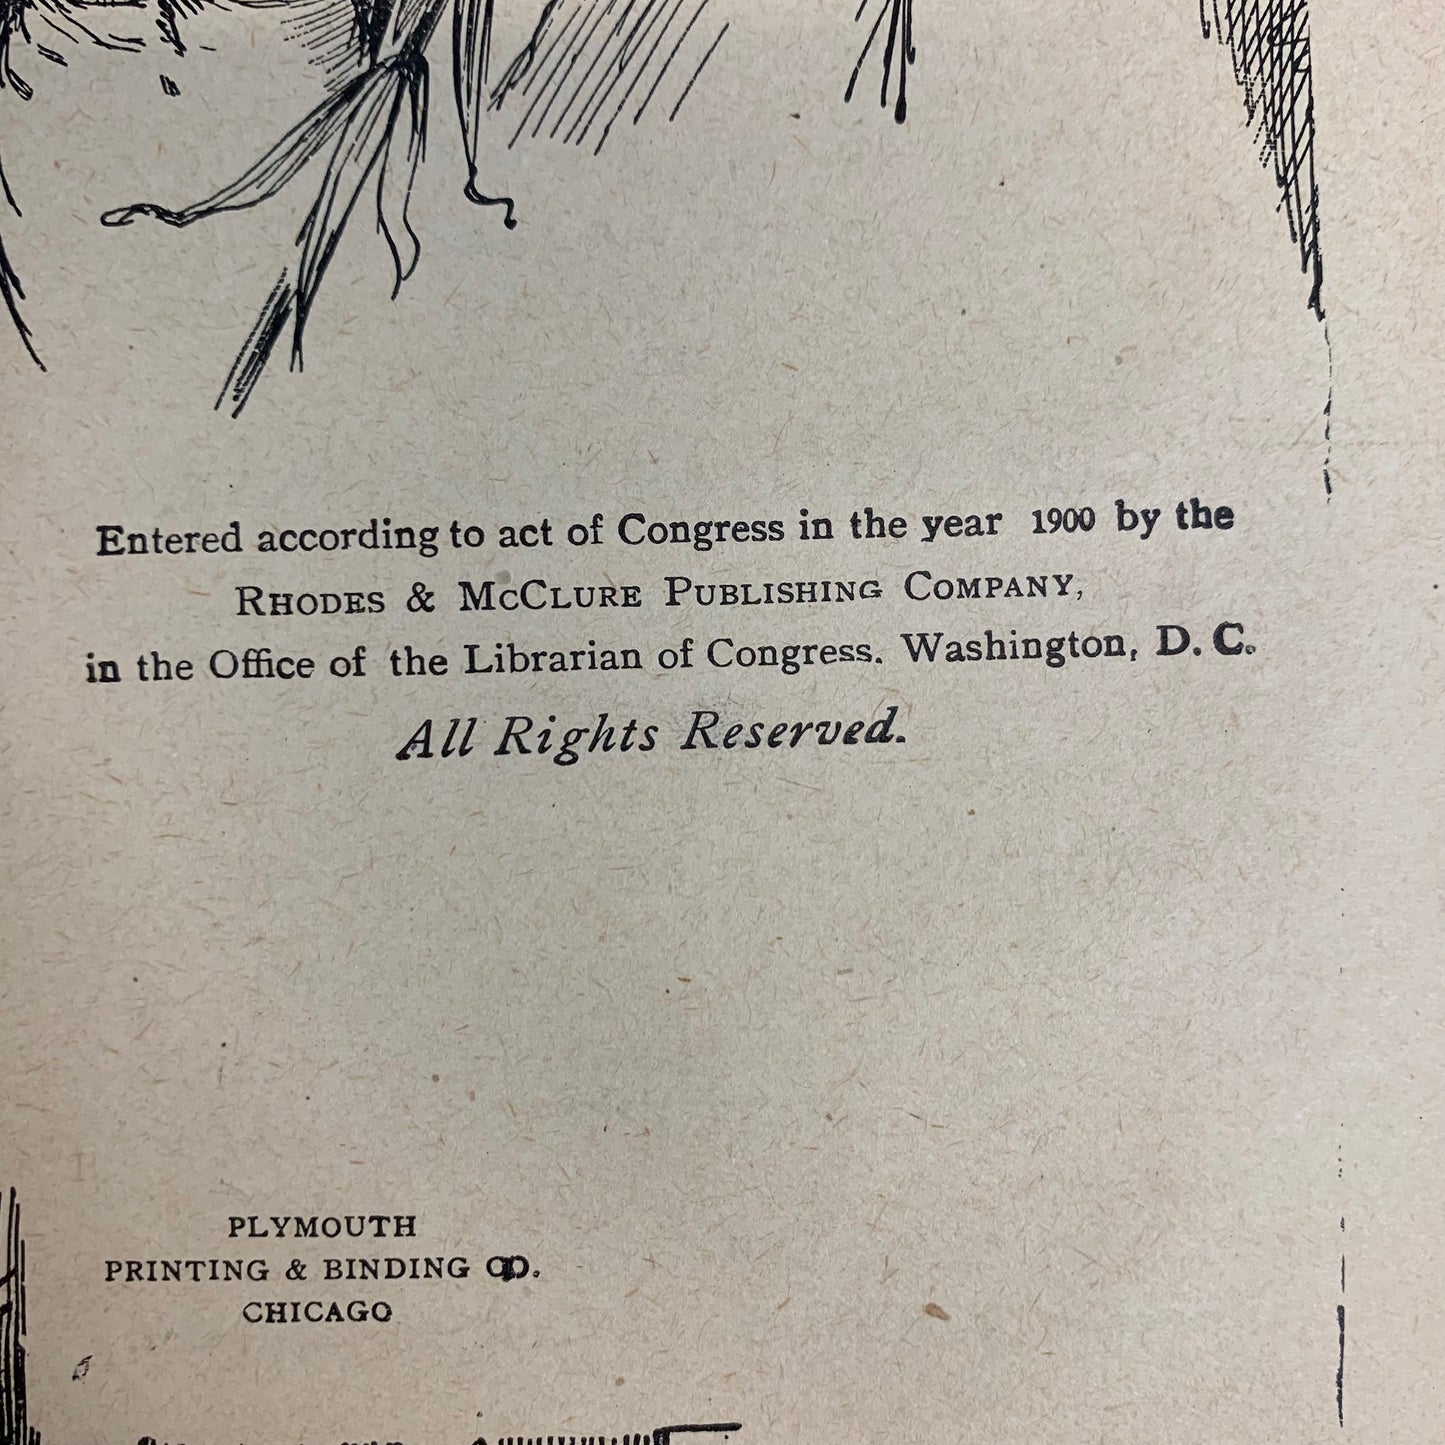 Entered according to act of Congress in the year 1900 by the
RHODES & MCCLURE PUBLISHING COMPANY,
in the Office of the Librarian of Congress. Washington, D. C.
All Rights Reserved.
PLYMOUTH
PRINTING & BINDING CO.
CHICAGO